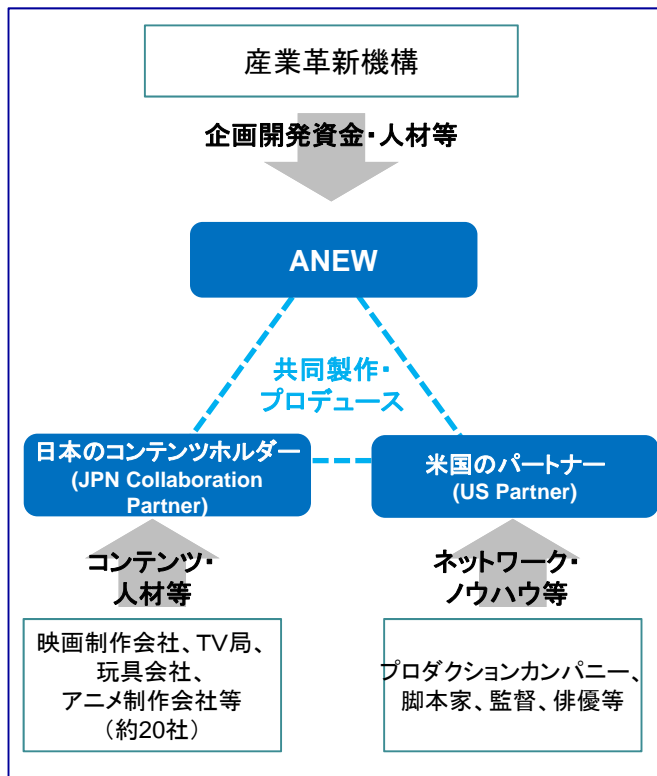 産業革新機構
企画開発資金・人材等
ANEW
共同製作・
プロデュース
日本のコンテンツホルダー
(JPN Collaboration
Partner)
米国のパートナー
(US Partner)
コンテンツ・
人材等
ネットワーク・
ノウハウ等
映画制作会社、TV局、
玩具会社、
アニメ制作会社等
（約20社）
プロダクションカンパニー、
脚本家、監督、俳優等